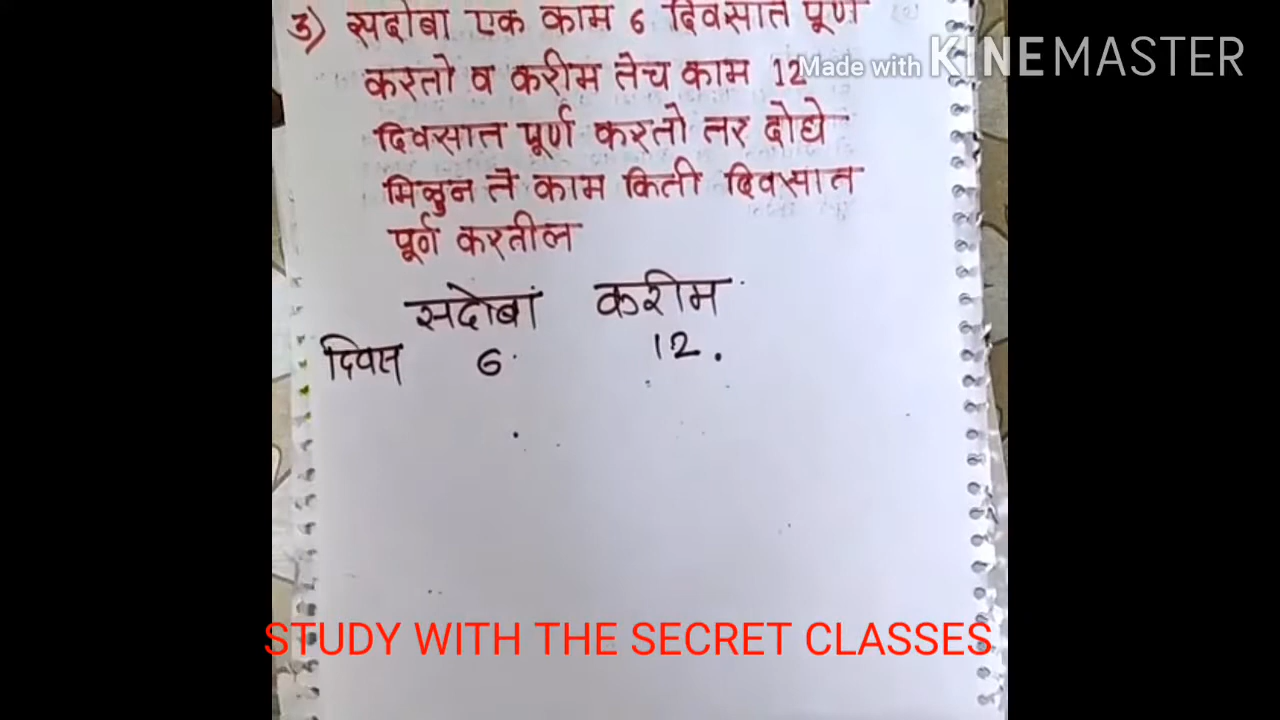 3) सदोबा एक काम 6 दिवसात पूर्ण
करतो व करीम तेच काम 12
दिवसात पूर्ण करतो तर दोघे
मिळुन ते काम किती दिवसात
पूर्ण करतील
सदोबा करीम
दिवस 6 12.
Made with KINEMASTER
STUDY WITH THE SECRET CLASSES